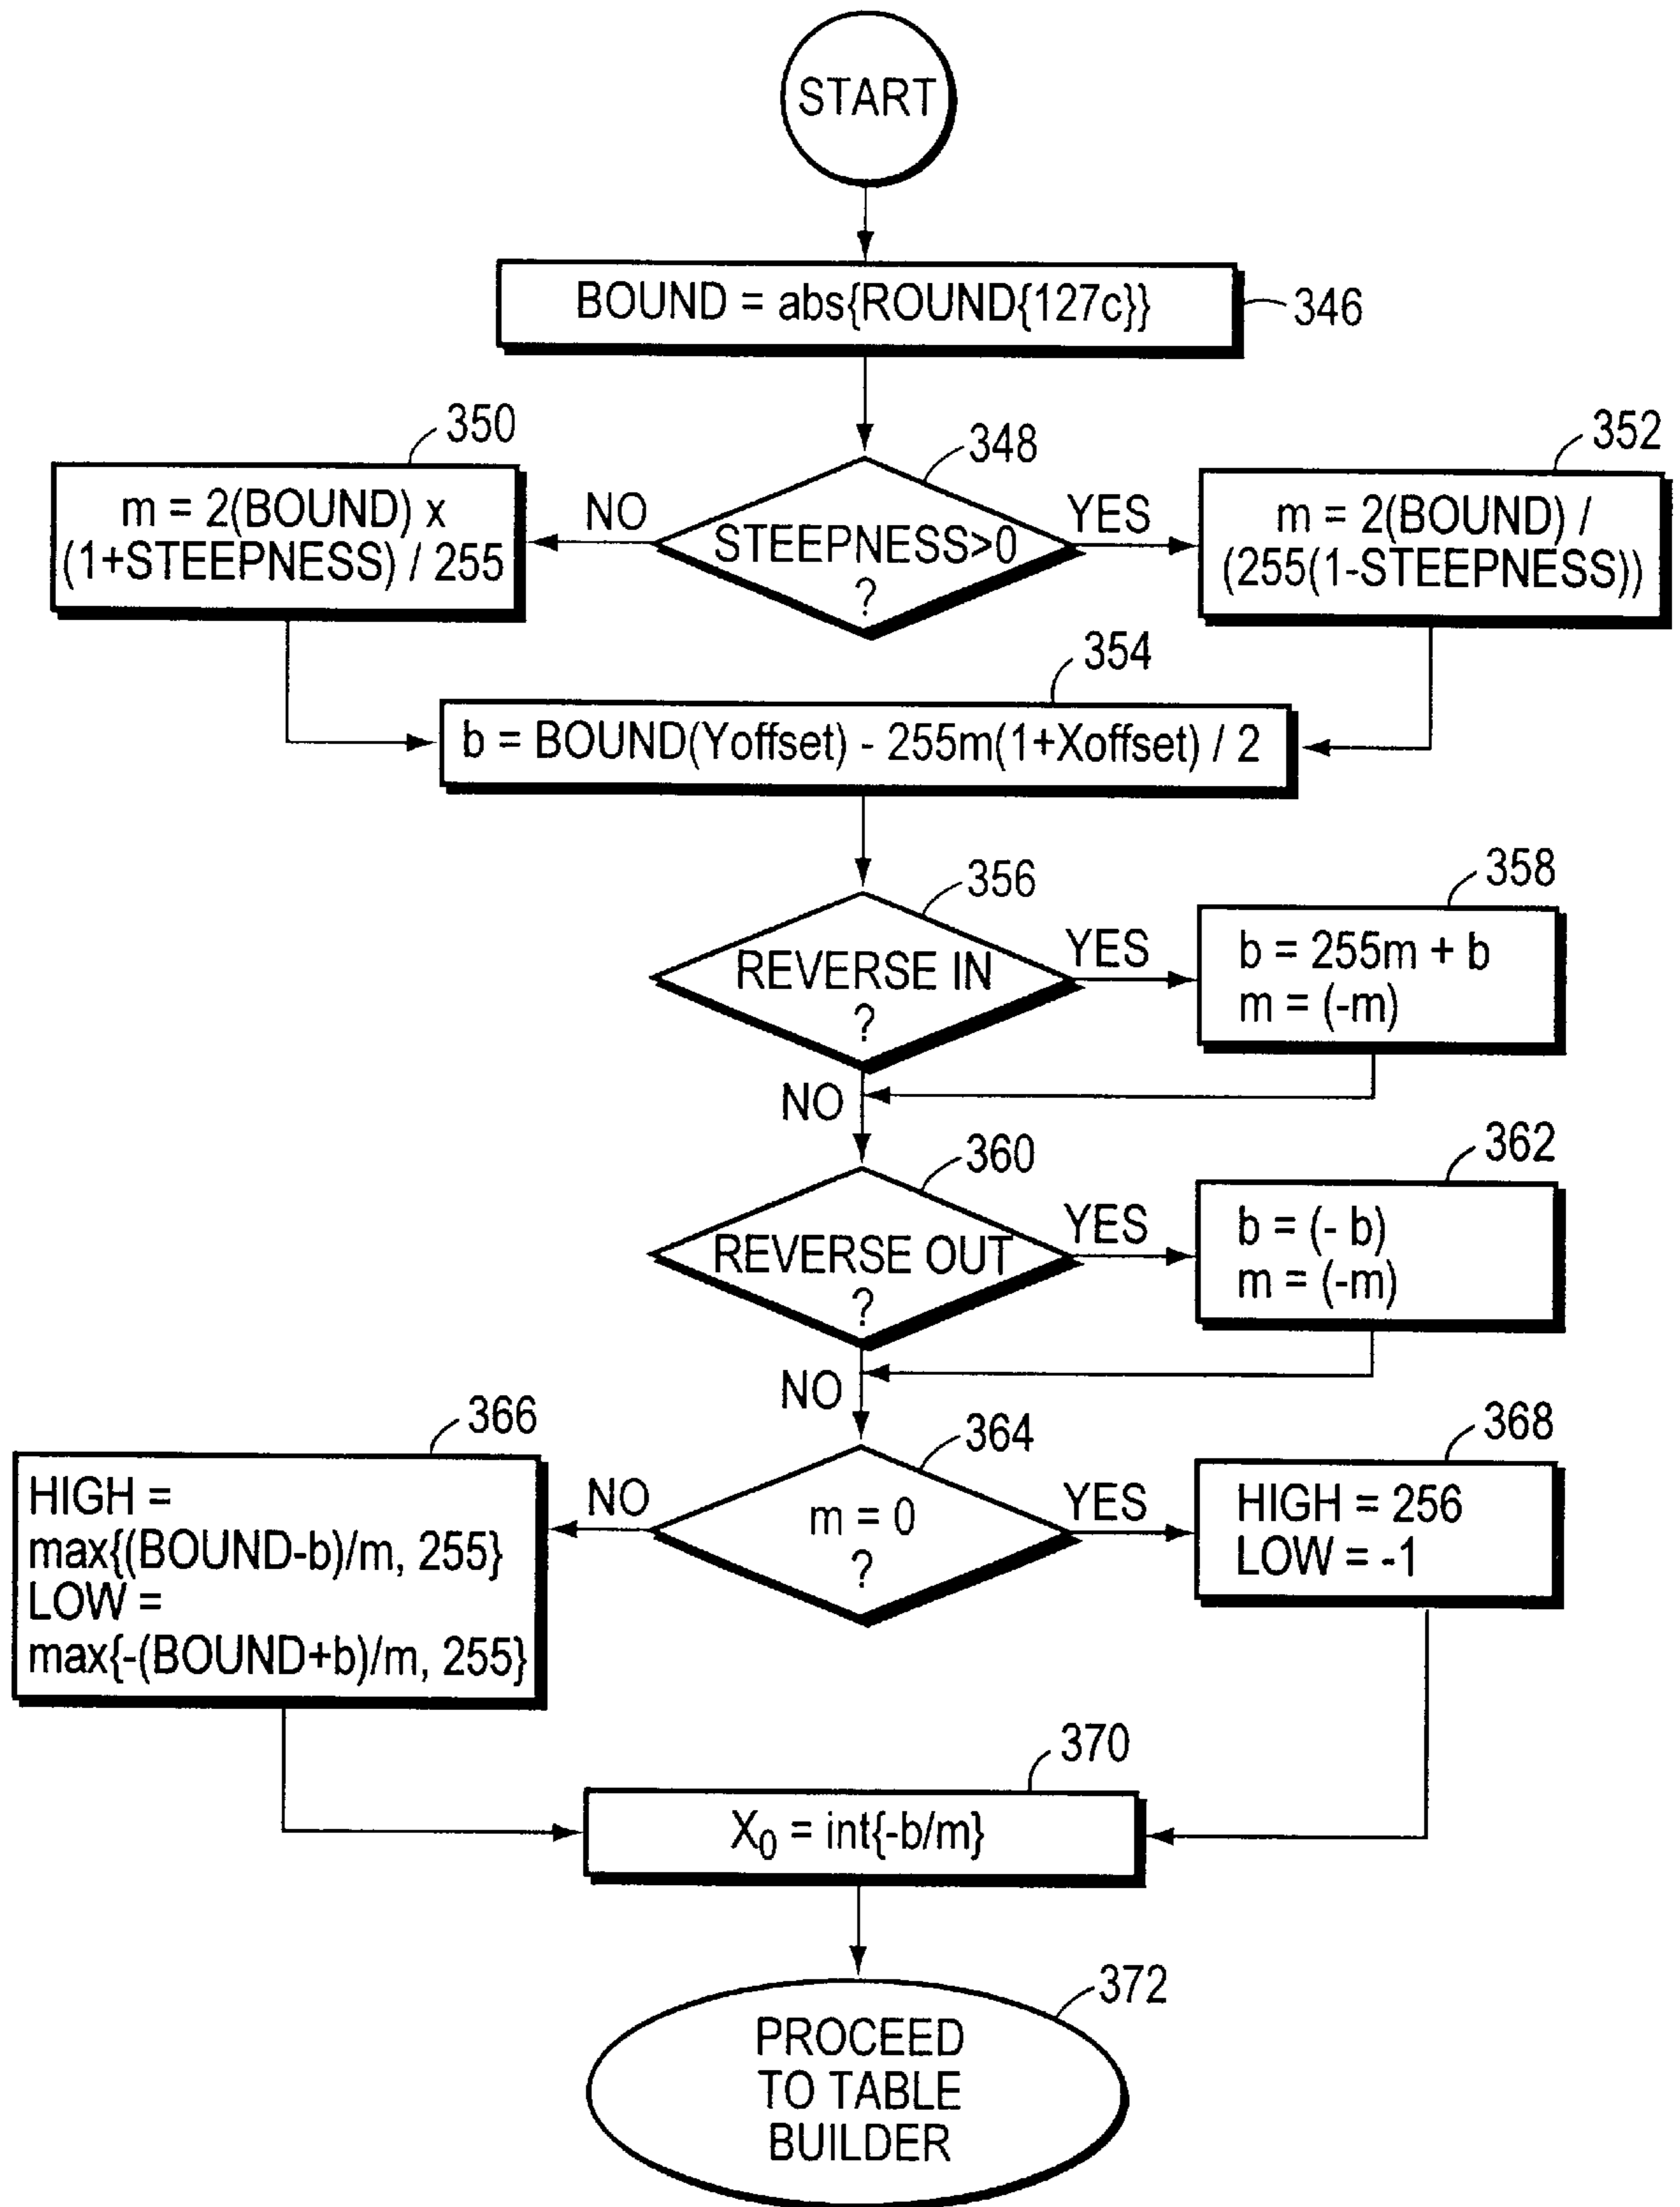 START
BOUND = abs{ROUND{127c}}
346
350
348
352
m = 2(BOUND) x
(1+STEEPNESS) / 255
NO
STEEPNESS>0
?
YES
m = 2(BOUND) /
(255(1-STEEPNESS))
354
b = BOUND(Yoffset) - 255m(1+Xoffset) / 2
356
358
REVERSE IN
?
YES
b = 255m + b
m = (-m)
NO
360
362
REVERSE OUT
?
YES
b = (- b)
m = (-m)
NO
366
364
368
HIGH =
max{(BOUND-b)/m, 255}
LOW =
max{-(BOUND+b)/m, 255}
NO
m = 0
?
YES
HIGH = 256
LOW = -1
370
X₀ = int{-b/m}
372
PROCEED
TO TABLE
BUILDER